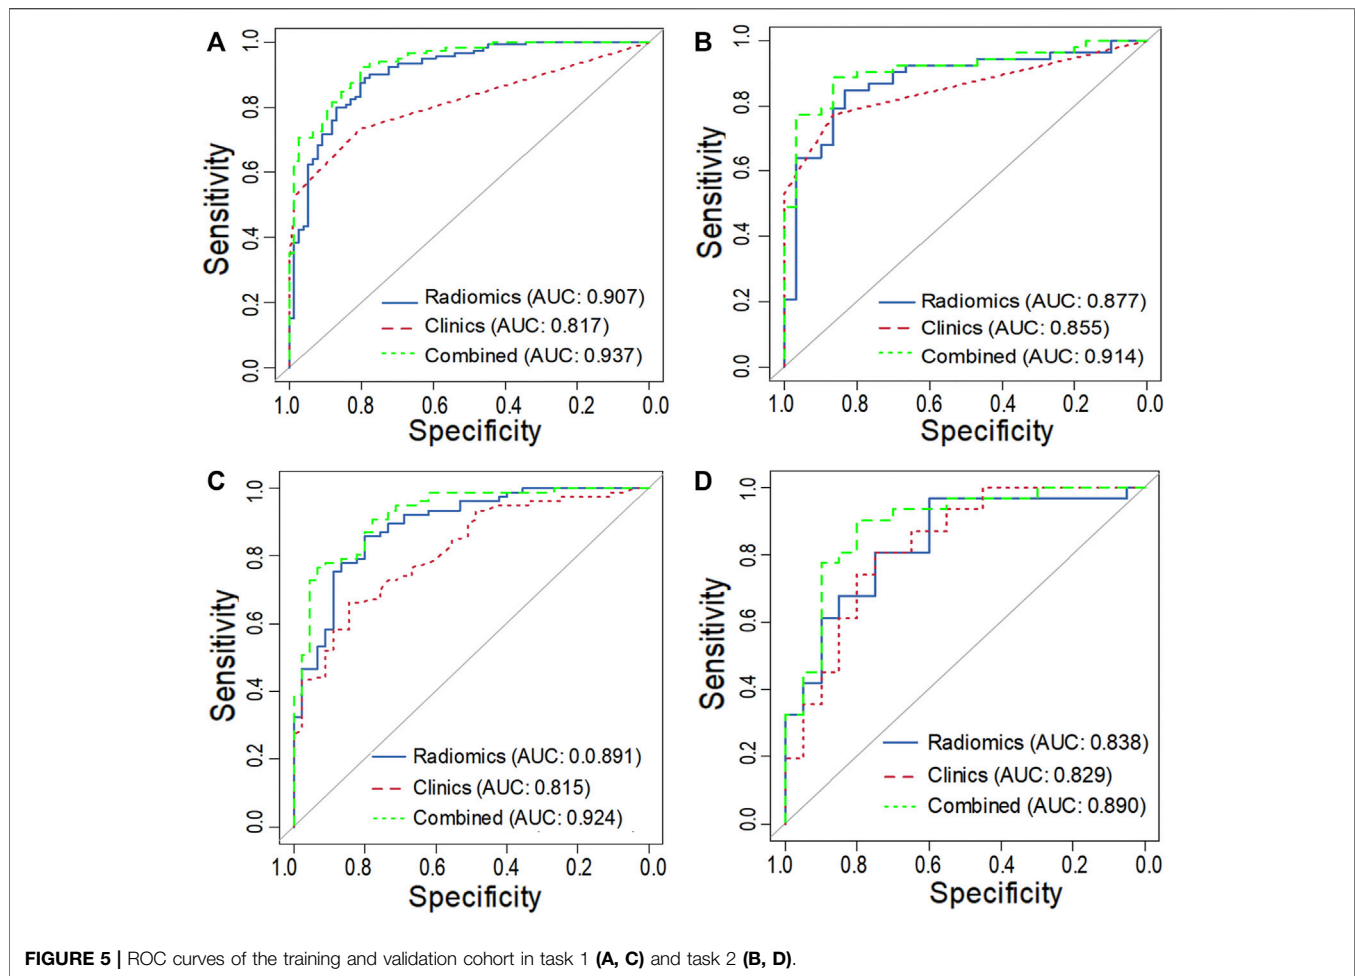 A
1.0
0.8
0.6
0.4
0.2
0.0
Sensitivity
Radiomics (AUC: 0.907)
Clinics (AUC: 0.817)
Combined (AUC: 0.937)
1.0 0.8 0.6 0.4 0.2 0.0
Specificity
B
1.0
0.8
0.6
0.4
0.2
0.0
Sensitivity
Radiomics (AUC: 0.877)
Clinics (AUC: 0.855)
Combined (AUC: 0.914)
1.0 0.8 0.6 0.4 0.2 0.0
Specificity
C
1.0
0.8
0.6
0.4
0.2
0.0
Sensitivity
Radiomics (AUC: 0.0.891)
Clinics (AUC: 0.815)
Combined (AUC: 0.924)
1.0 0.8 0.6 0.4 0.2 0.0
Specificity
D
1.0
0.8
0.6
0.4
0.2
0.0
Sensitivity
Radiomics (AUC: 0.838)
Clinics (AUC: 0.829)
Combined (AUC: 0.890)
1.0 0.8 0.6 0.4 0.2 0.0
Specificity
FIGURE 5 | ROC curves of the training and validation cohort in task 1 (A, C) and task 2 (B, D).